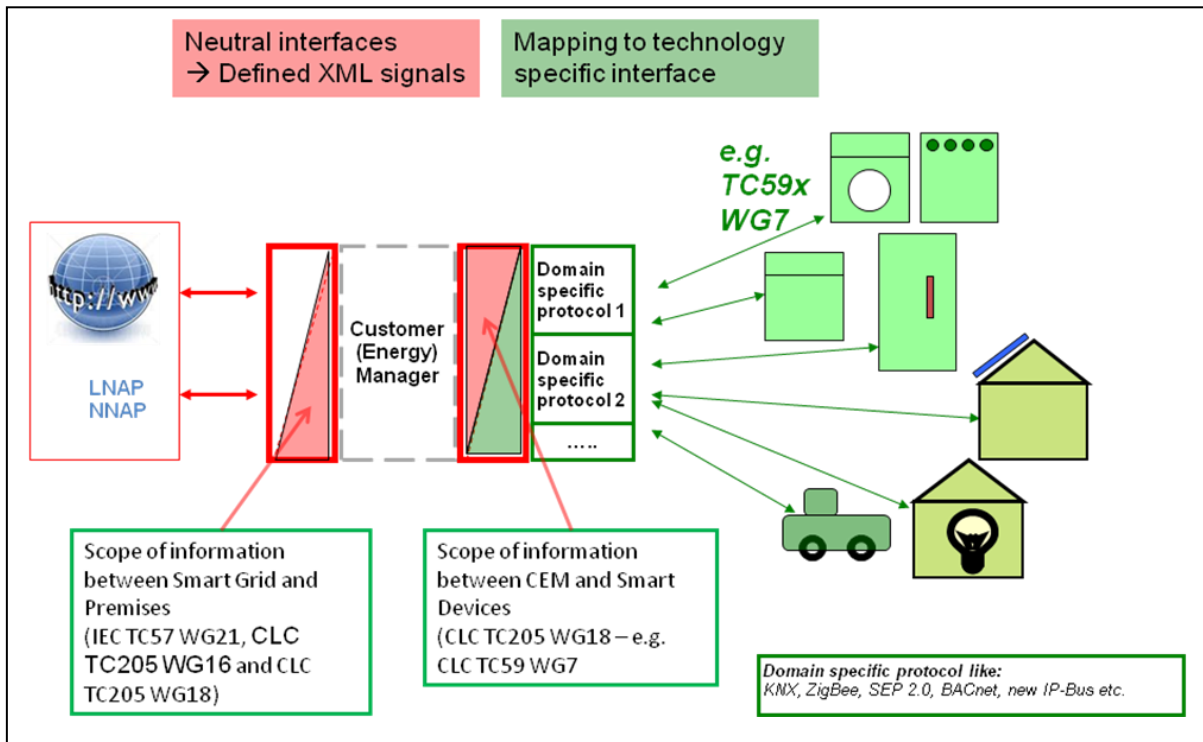 Neutral interfaces
→ Defined XML signals
Mapping to technology
specific interface
e.g.
TC59x
WG7
http://www
LNAP
NNAP
Customer
(Energy)
Manager
Domain
specific
protocol 1
Domain
specific
protocol 2
.....
Scope of information
between Smart Grid and
Premises
(IEC TC57 WG21, CLC
TC205 WG16 and CLC
TC205 WG18)
Scope of information
between CEM and Smart
Devices
(CLC TC205 WG18 – e.g.
CLC TC59 WG7
Domain specific protocol like:
KNX, ZigBee, SEP 2.0, BACnet, new IP-Bus etc.